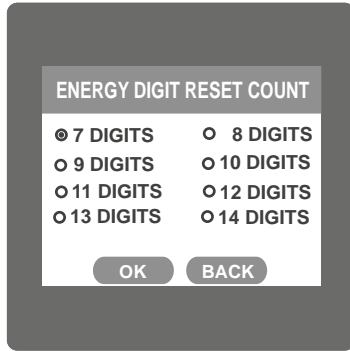 ENERGY DIGIT RESET COUNT
7 DIGITS 8 DIGITS
9 DIGITS 10 DIGITS
11 DIGITS 12 DIGITS
13 DIGITS 14 DIGITS
OK BACK